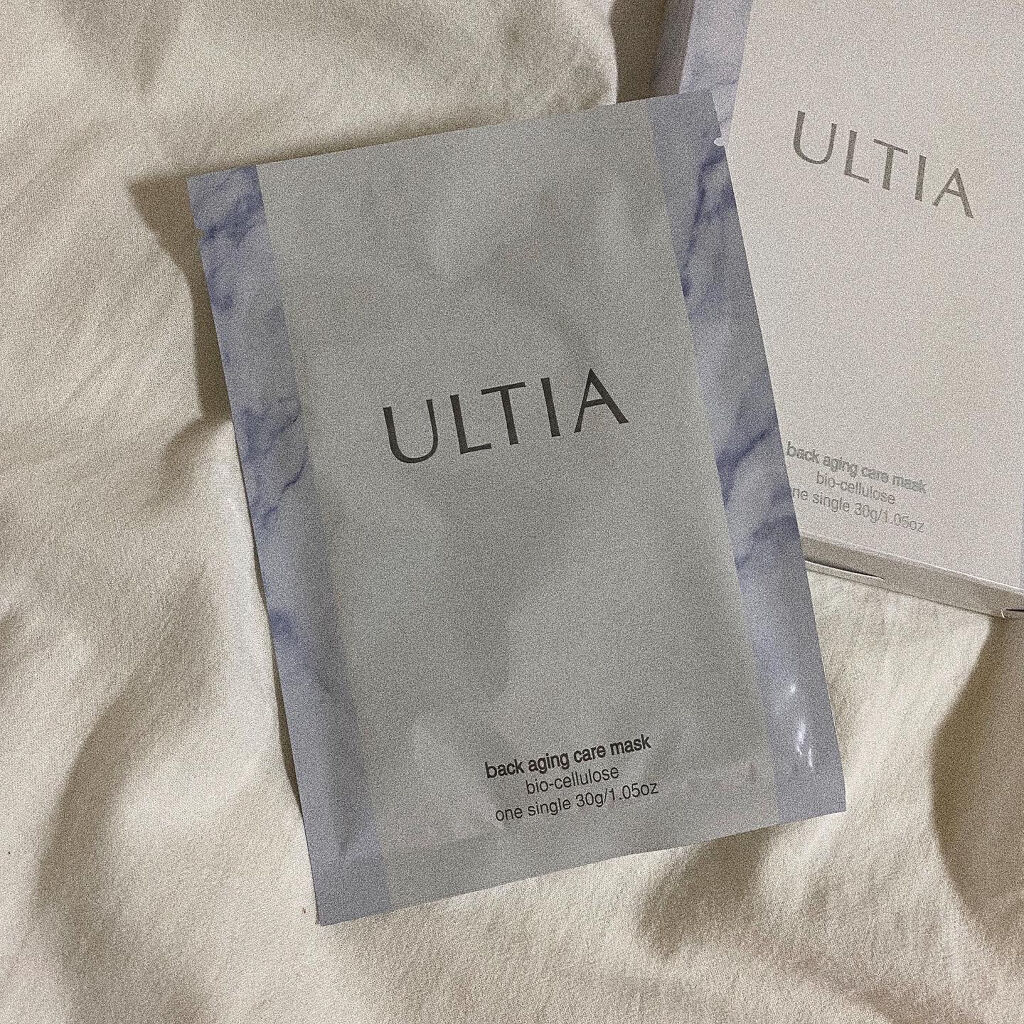 ULTIA
back aging care mask
bio-cellulose
one single 30g/1.05oz
ULTIA
back aging care mask
bio-cellulose
one single 30g/1.05oz